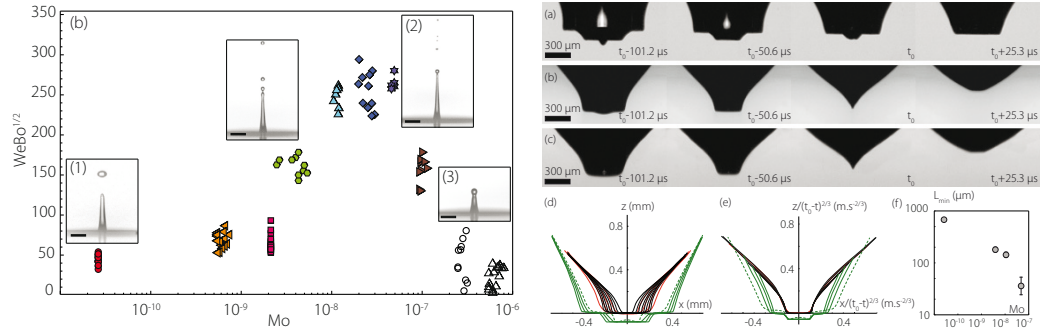 (b)
WeBo1/2
350
300
250
200
150
100
50
0
(1)
(2)
(3)
10-10
10-9
10-8
10-7
10-6
Mo
(a)
300 μm
t0-101.2 μs
t0-50.6 μs
t0
t0+25.3 μs
(b)
300 μm
t0-101.2 μs
t0-50.6 μs
t0
t0+25.3 μs
(c)
300 μm
t0-101.2 μs
t0-50.6 μs
t0
t0+25.3 μs
(d)
z (mm)
0.8
0.4
x (mm)
-0.4
0.4
(e)
z/(t0-t)2/3 (m.s-2/3)
0.8
0.4
x/(t0-t)2/3 (m.s-2/3)
-0.4
0.4
(f)
Lmin (μm)
1000
100
10
Mo
10-10
10-9
10-8
10-7